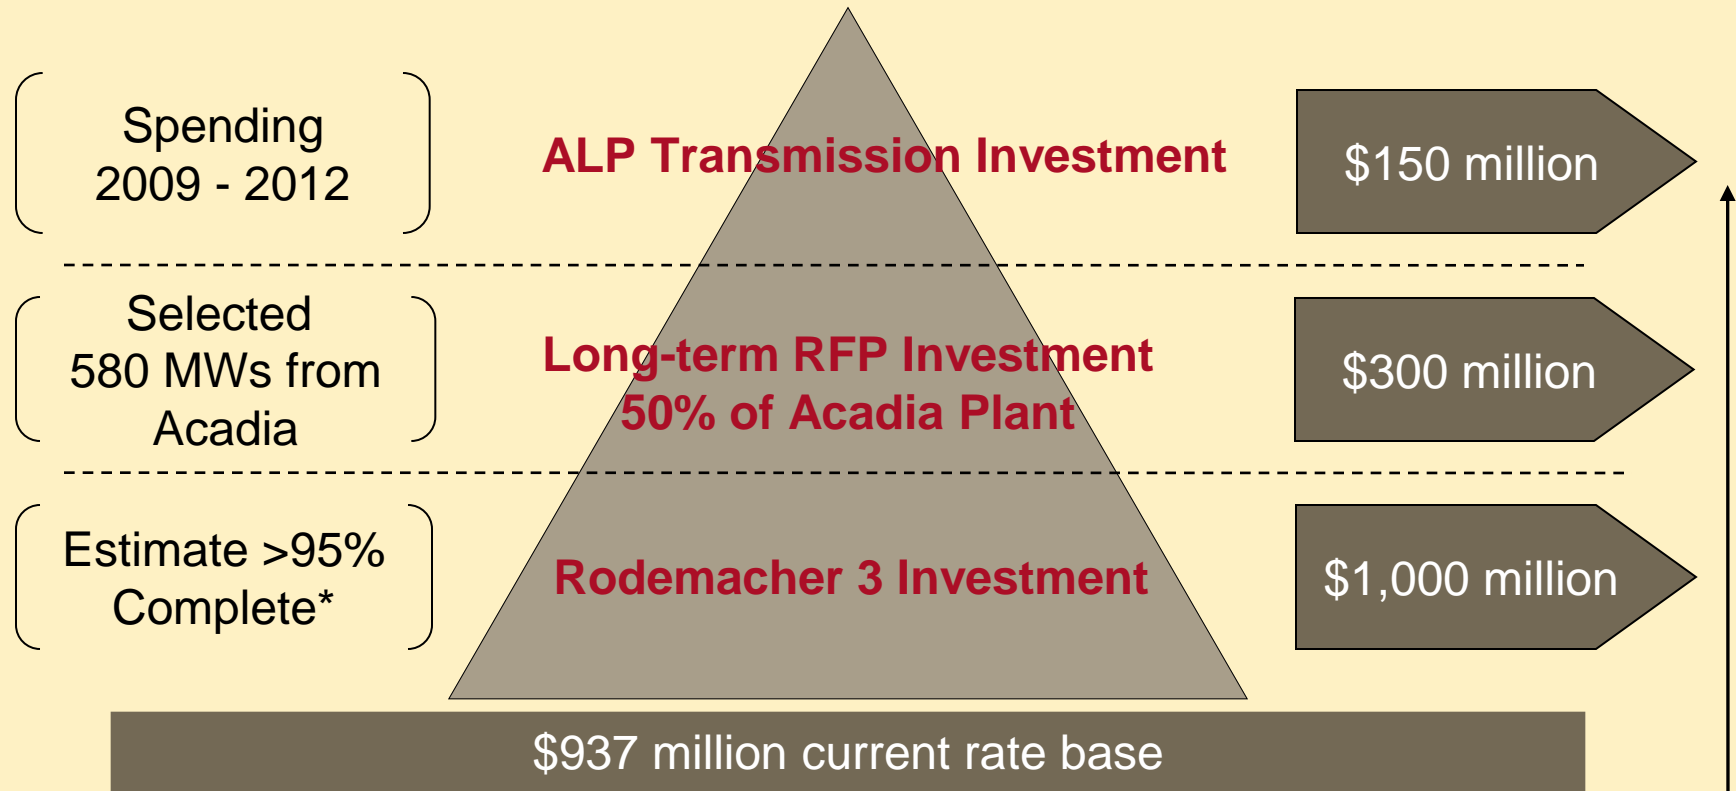 Spending
2009 - 2012
ALP Transmission Investment
$150 million
Selected
580 MWs from
Acadia
Long-term RFP Investment
50% of Acadia Plant
$300 million
Estimate >95%
Complete*
Rodemacher 3 Investment
$1,000 million
$937 million current rate base